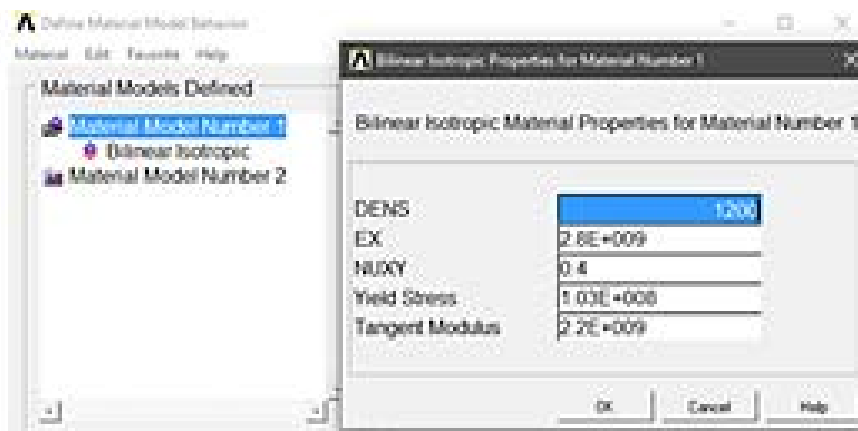 Define Material Model Behavior
Material Edit Favorite Help
Material Models Defined
Material Model Number 1
Bilinear Isotropic
Material Model Number 2
Bilinear Isotropic Properties for Material Number 1
Bilinear Isotropic Material Properties for Material Number 1
DENS 1200
EX 2.8E+009
NUXY 0.4
Yield Stress 1.03E+008
Tangent Modulus 2.2E+009
OK Cancel Help